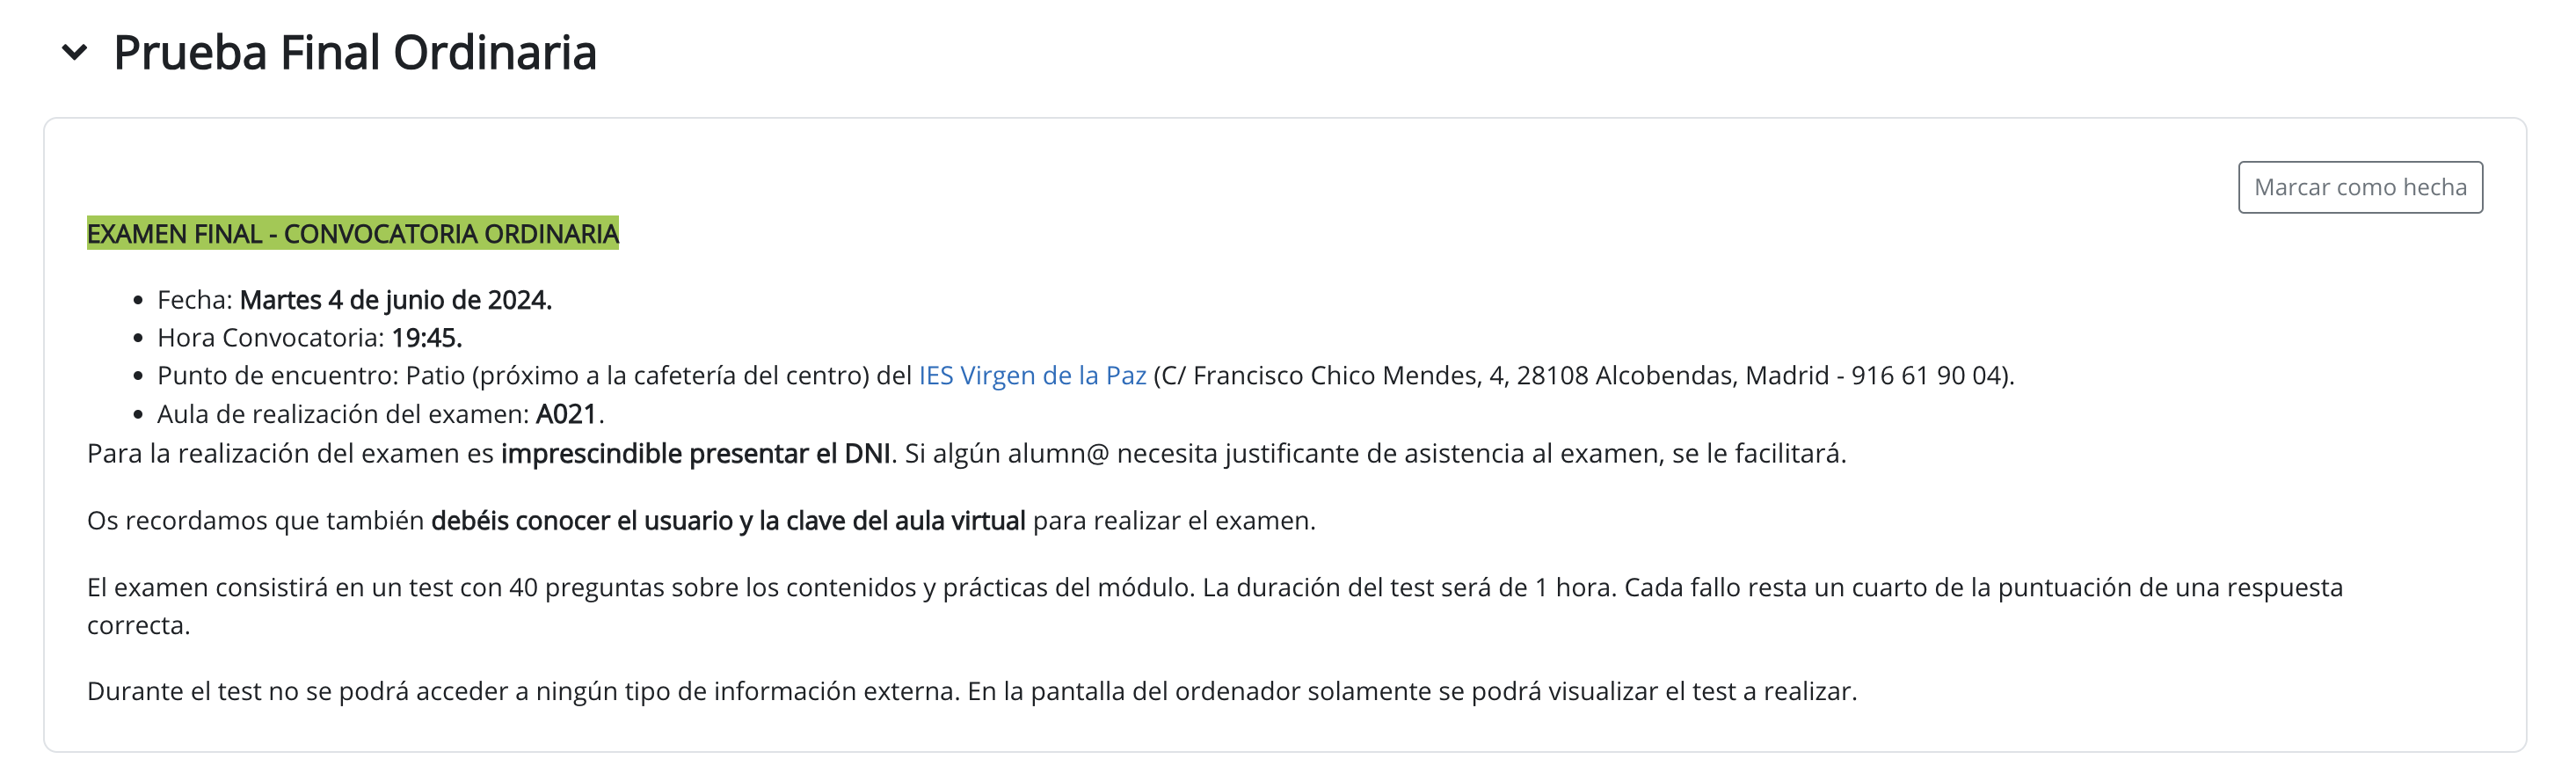 Prueba Final Ordinaria
Marcar como hecha
EXAMEN FINAL - CONVOCATORIA ORDINARIA
• Fecha: Martes 4 de junio de 2024.
• Hora Convocatoria: 19:45.
• Punto de encuentro: Patio (próximo a la cafetería del centro) del IES Virgen de la Paz (C/ Francisco Chico Mendes, 4, 28108 Alcobendas, Madrid - 916 61 90 04).
• Aula de realización del examen: A021.
Para la realización del examen es imprescindible presentar el DNI. Si algún alumn@ necesita justificante de asistencia al examen, se le facilitará.
Os recordamos que también debéis conocer el usuario y la clave del aula virtual para realizar el examen.
El examen consistirá en un test con 40 preguntas sobre los contenidos y prácticas del módulo. La duración del test será de 1 hora. Cada fallo resta un cuarto de la puntuación de una respuesta
correcta.
Durante el test no se podrá acceder a ningún tipo de información externa. En la pantalla del ordenador solamente se podrá visualizar el test a realizar.